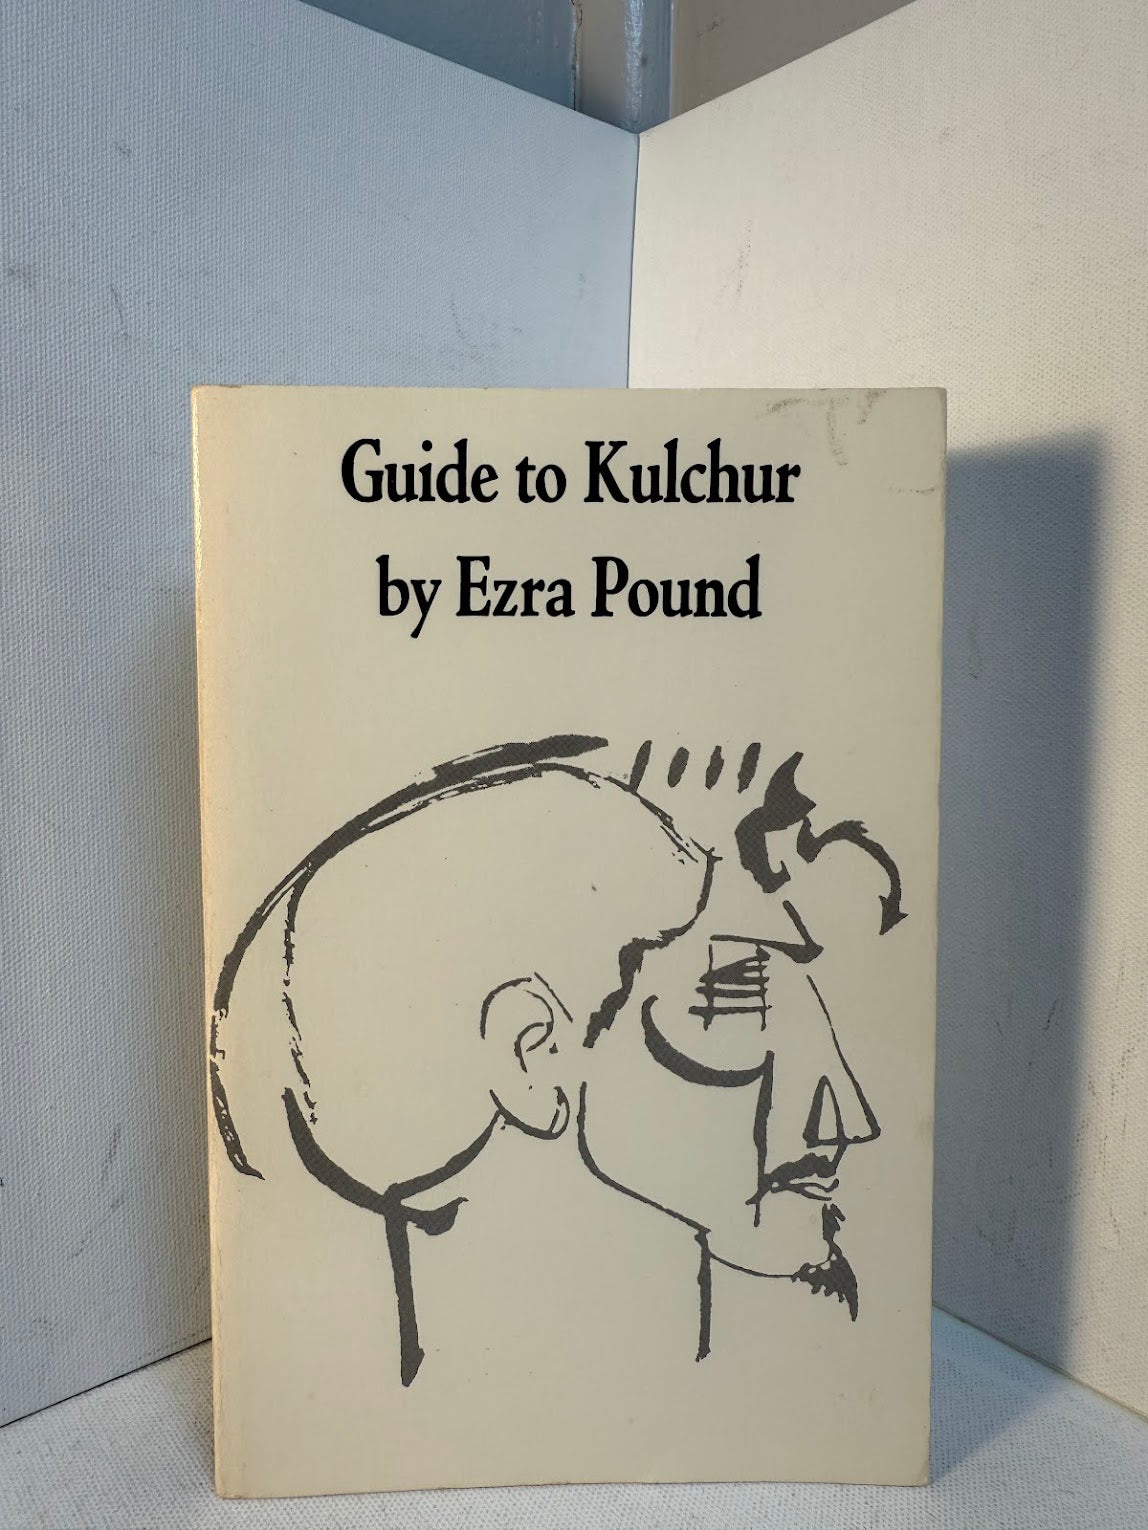 Guide to Kulchur
by Ezra Pound